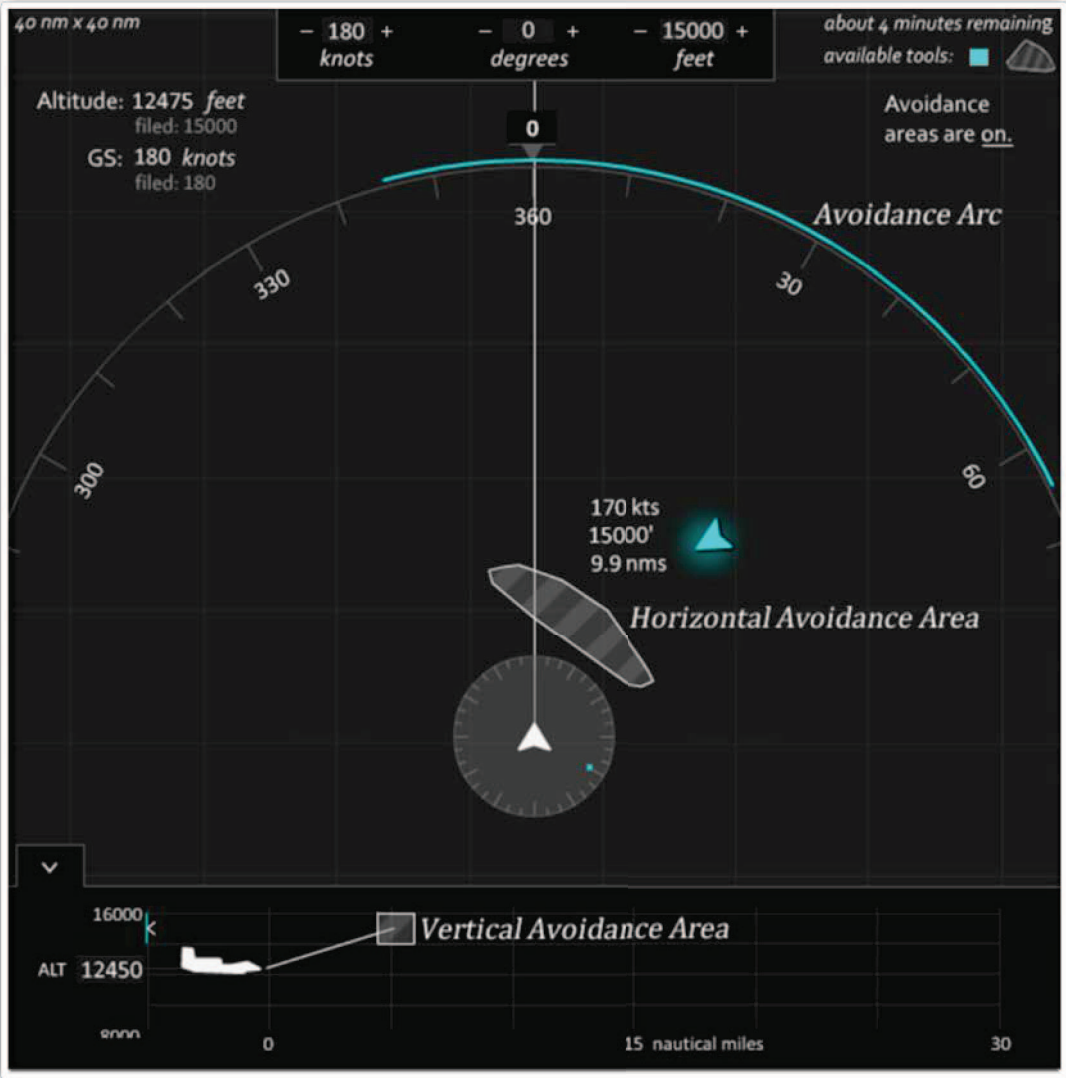 40 nm x 40 nm
− 180 + − 0 + − 15000 +
knots degrees feet
about 4 minutes remaining
available tools:
Altitude: 12475 feet
filed: 15000
GS: 180 knots
filed: 180
Avoidance
areas are on.
0
Avoidance Arc
360
330
30
300
60
170 kts
15000'
9.9 nms
Horizontal Avoidance Area
16000
Vertical Avoidance Area
ALT 12450
8000
0 15 nautical miles 30